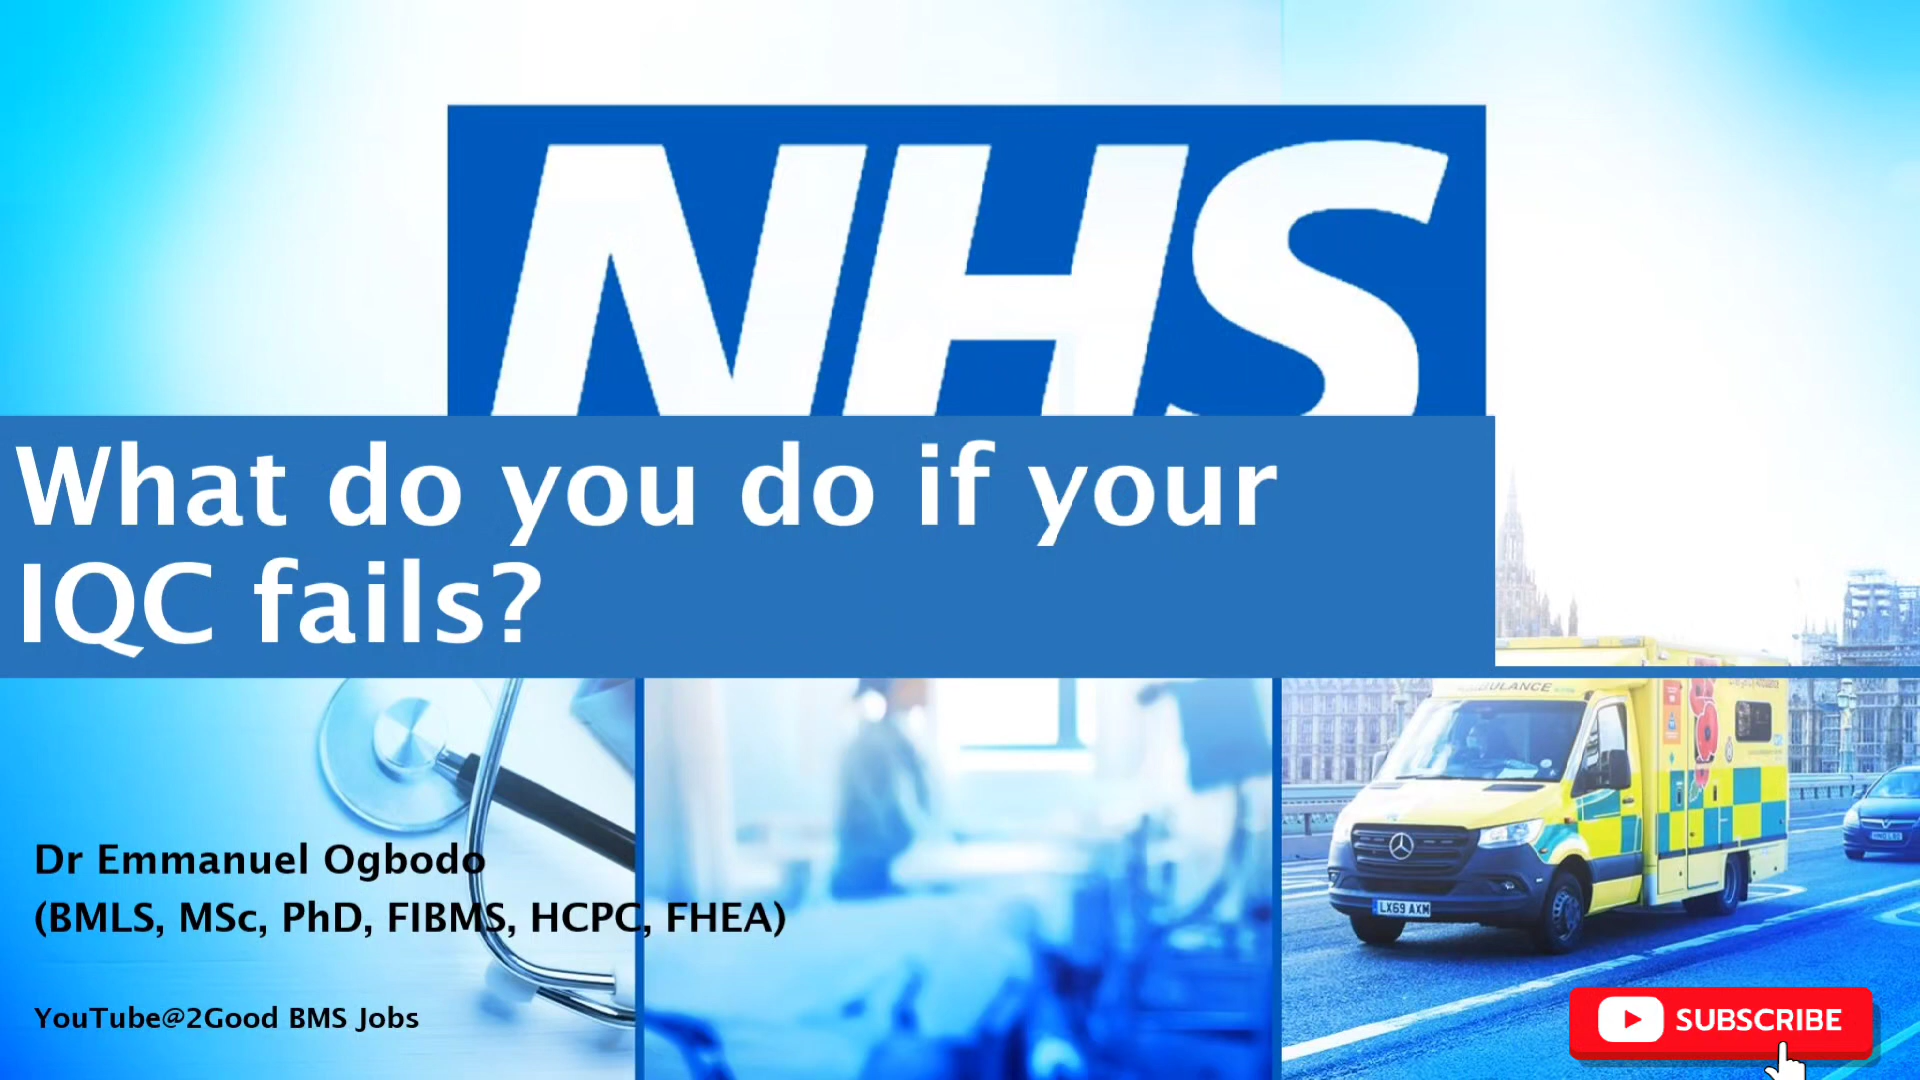 NHS
What do you do if your
IQC fails?
AMBULANCE
Dr Emmanuel Ogbodo
(BMLS, MSc, PhD, FIBMS, HCPC, FHEA)
LX69 AXM
YouTube@2Good BMS Jobs
SUBSCRIBE